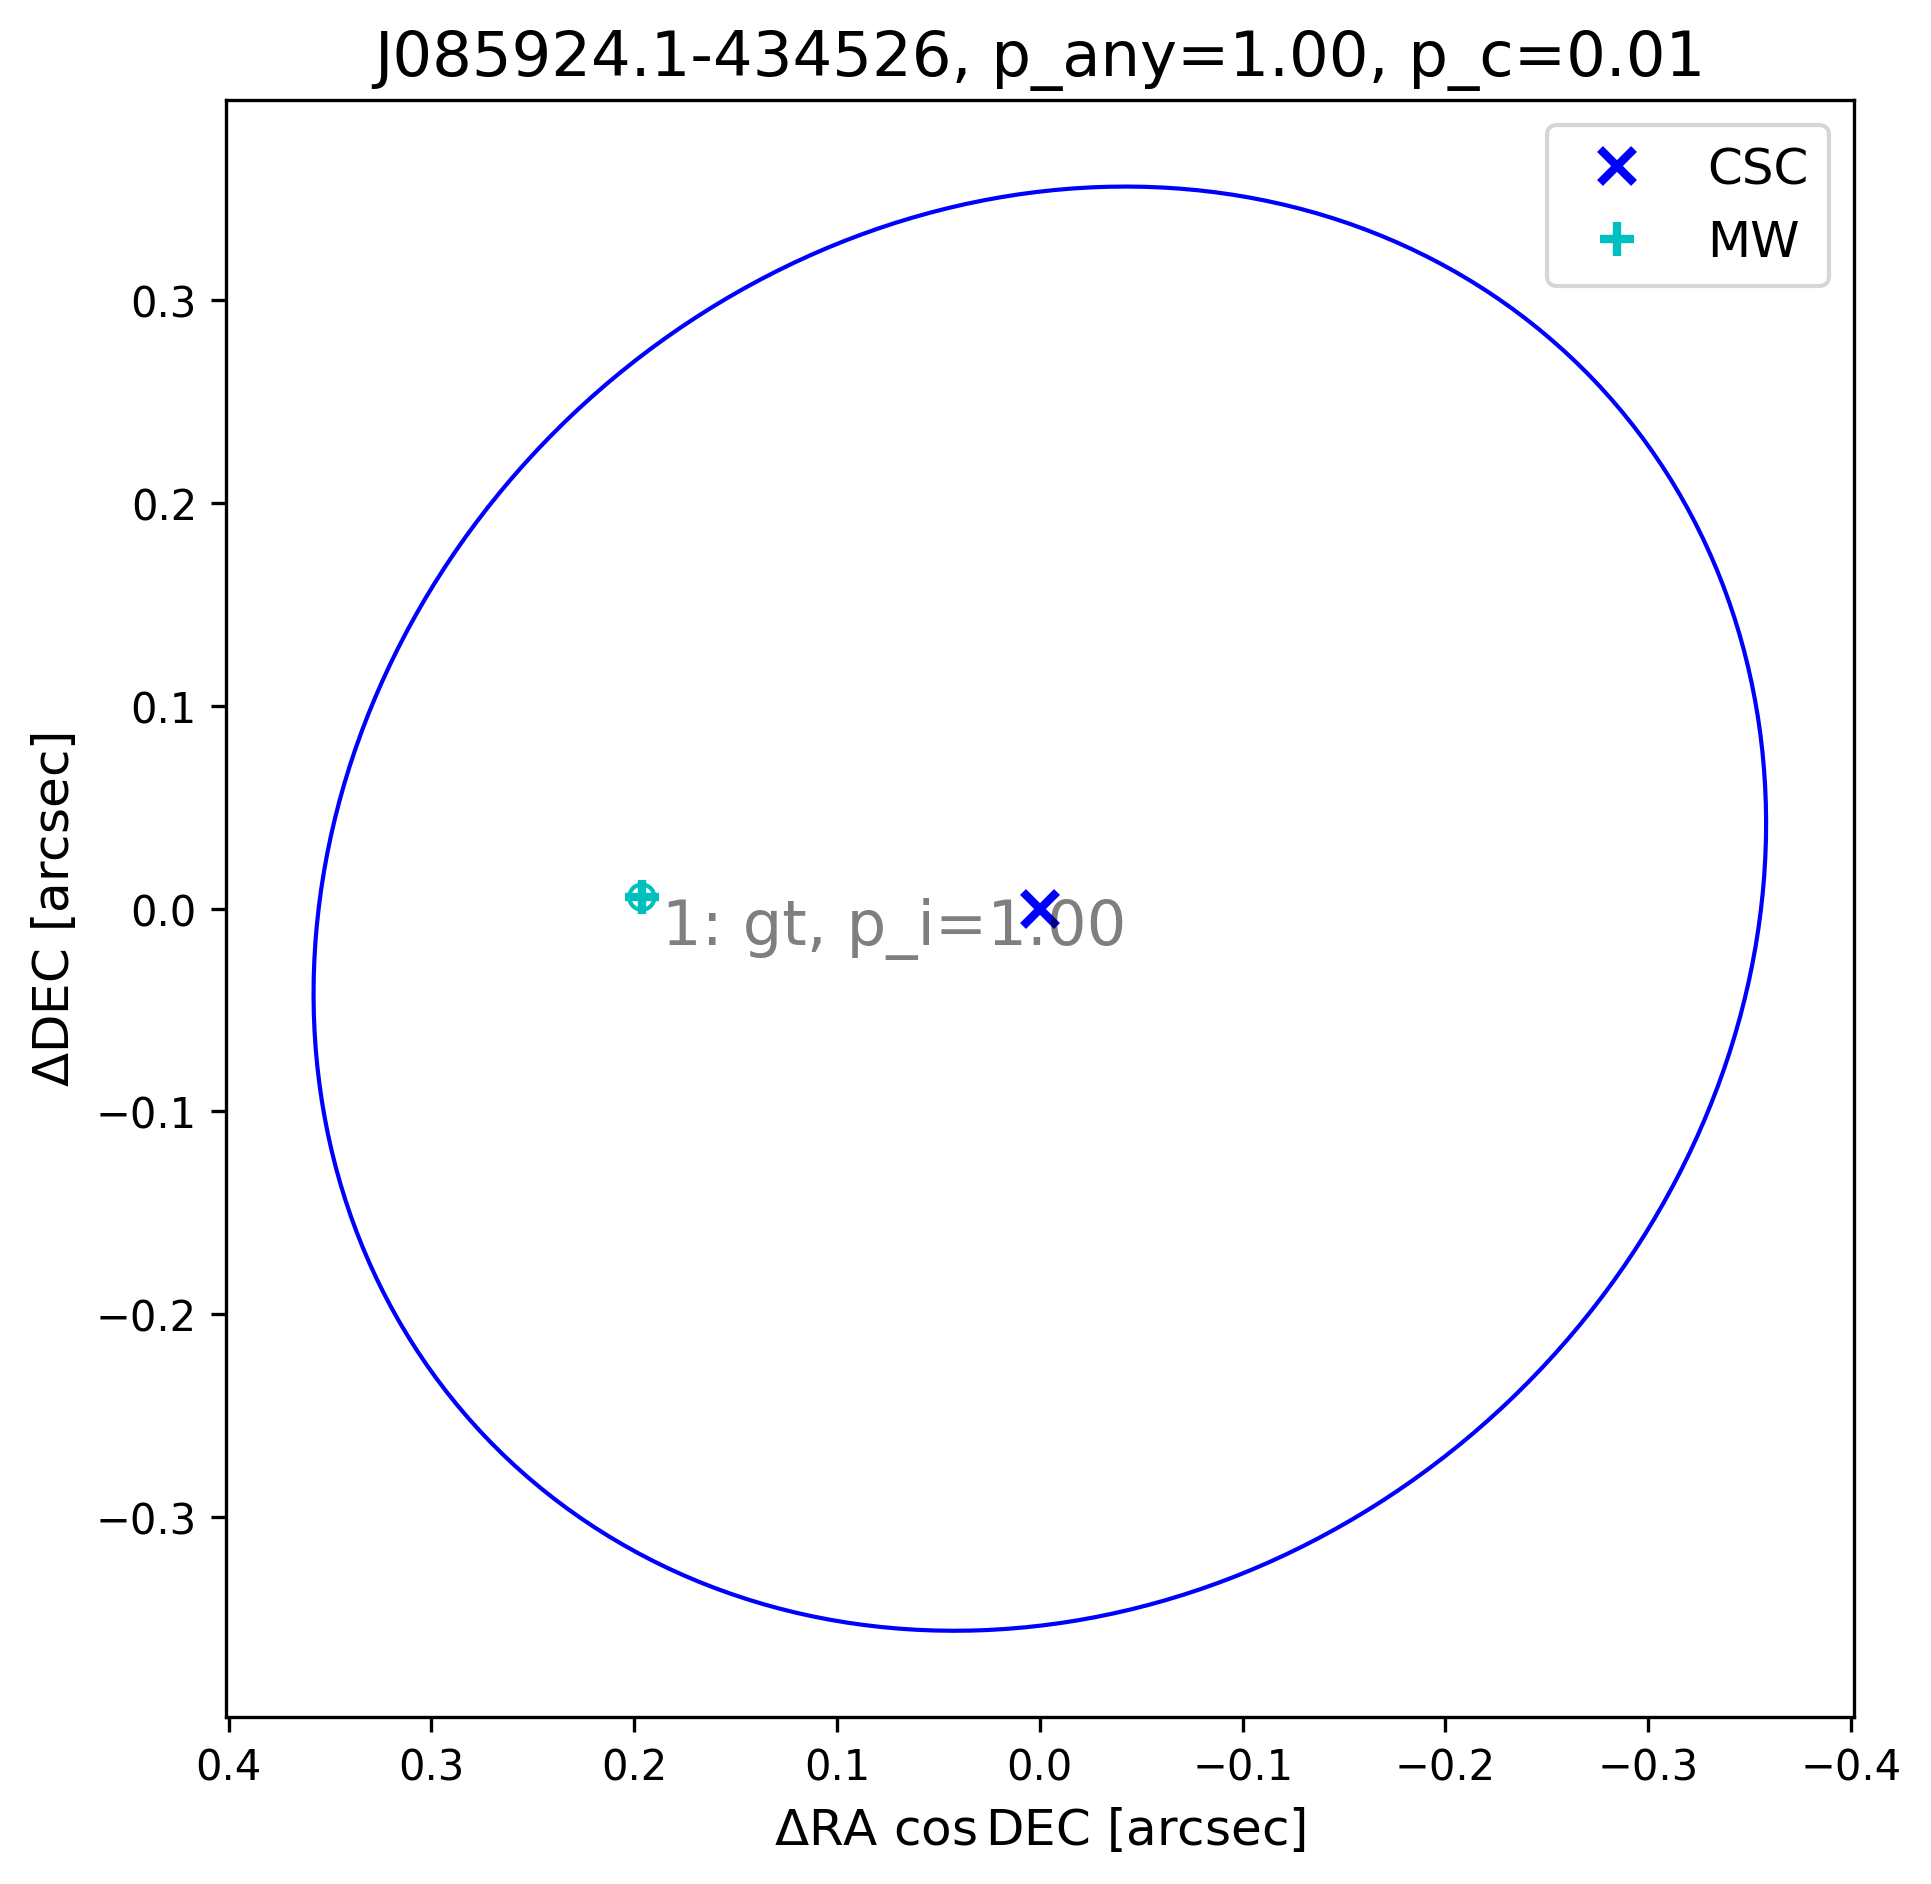 J085924.1-434526, p_any=1.00, p_c=0.01
CSC
MW
0.3
0.2
0.1
0.0
−0.1
−0.2
−0.3
ΔDEC [arcsec]
1: gt, p_i=1.00
0.4 0.3 0.2 0.1 0.0 −0.1 −0.2 −0.3 −0.4
ΔRA cos DEC [arcsec]